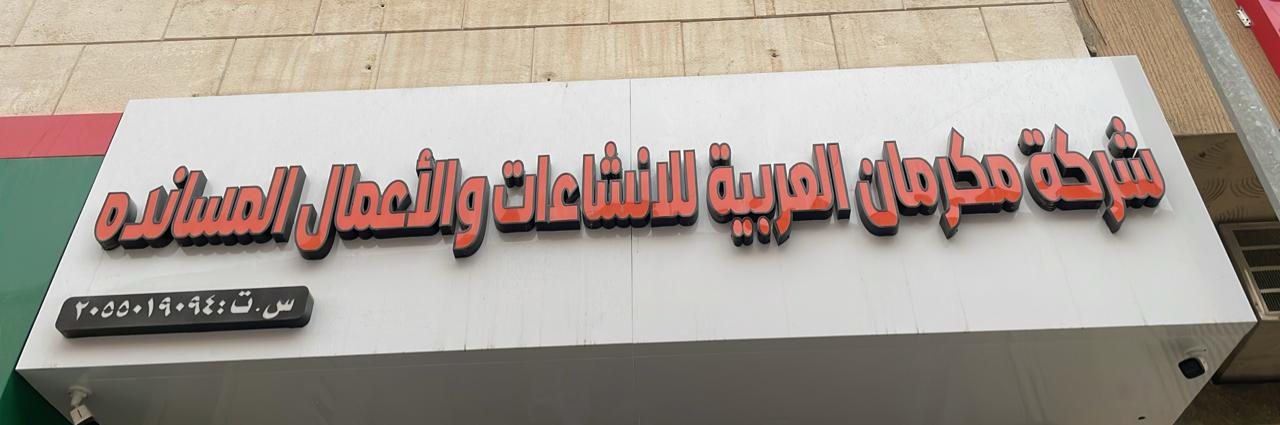 شركة مكرمان العربية للانشاءات والأعمال المسانده
س.ت: ٢٠٥٥٠١٩٠٩٤